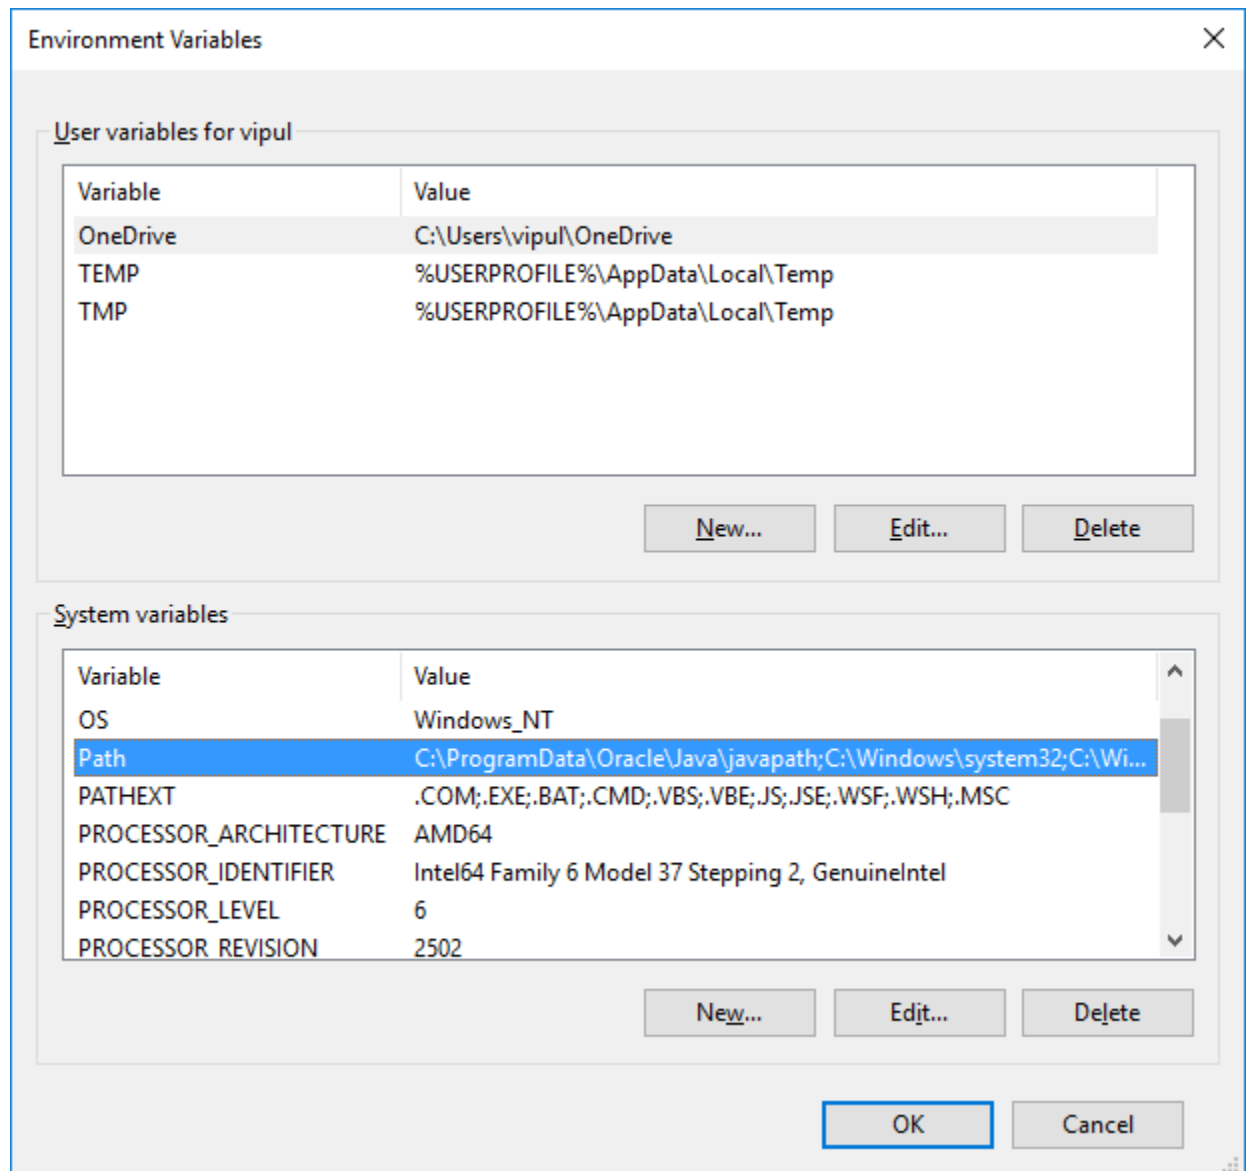 Environment Variables
User variables for vipul
Variable Value
OneDrive C:\Users\vipul\OneDrive
TEMP %USERPROFILE%\AppData\Local\Temp
TMP %USERPROFILE%\AppData\Local\Temp
New... Edit... Delete
System variables
Variable Value
OS Windows_NT
Path C:\ProgramData\Oracle\Java\javapath;C:\Windows\system32;C:\Wi...
PATHEXT .COM;.EXE;.BAT;.CMD;.VBS;.VBE;.JS;.JSE;.WSF;.WSH;.MSC
PROCESSOR_ARCHITECTURE AMD64
PROCESSOR_IDENTIFIER Intel64 Family 6 Model 37 Stepping 2, GenuineIntel
PROCESSOR_LEVEL 6
PROCESSOR_REVISION 2502
New... Edit... Delete
OK Cancel